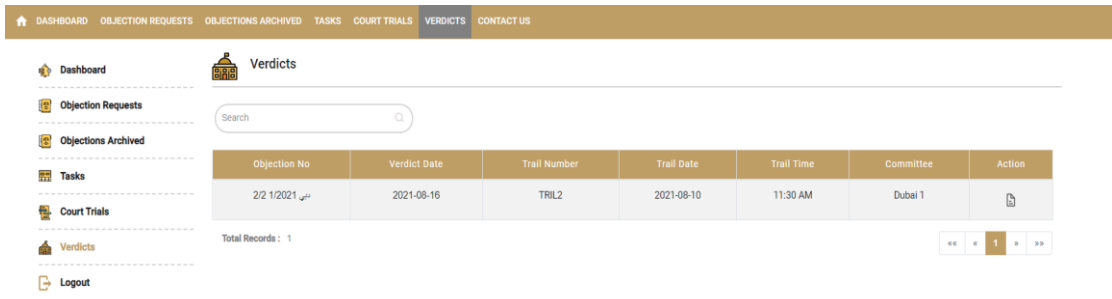 DASHBOARD OBJECTION REQUESTS OBJECTIONS ARCHIVED TASKS COURT TRIALS VERDICTS CONTACT US
Dashboard
Objection Requests
Objections Archived
Tasks
Court Trials
Verdicts
Logout
Verdicts
Search
Objection No Verdict Date Trail Number Trail Date Trail Time Committee Action
2/2 1/2021 2021-08-16 TRIL2 2021-08-10 11:30 AM Dubai 1
Total Records : 1
«« « 1 » »»